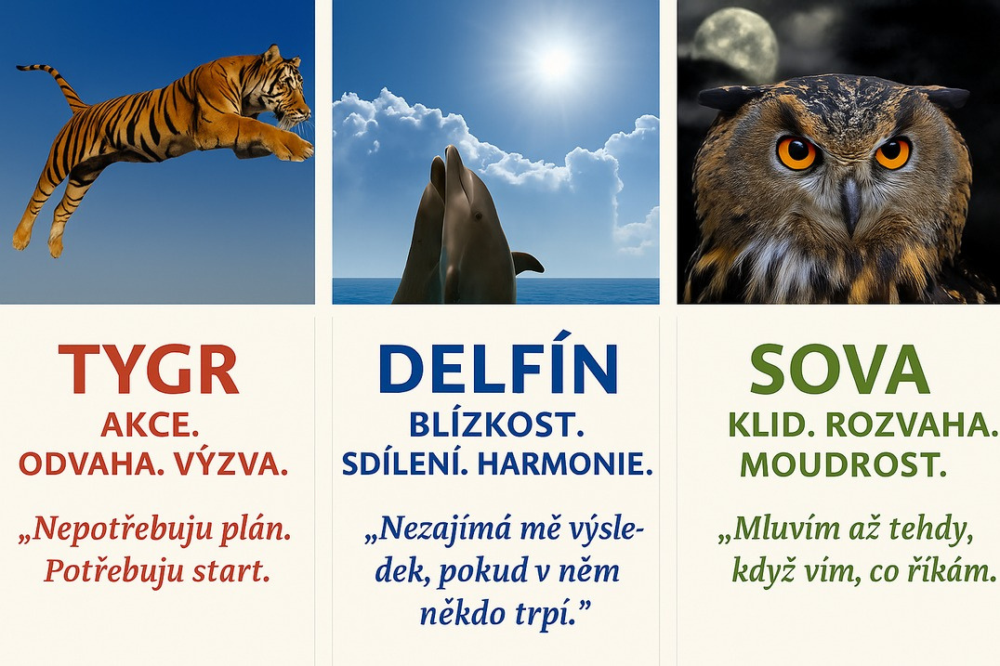 TYGR
AKCE.
ODVAHA. VÝZVA.
„Nepotřebuju plán.
Potřebuju start.
DELFÍN
BLÍZKOST.
SDÍLENÍ. HARMONIE.
„Nezajímá mě výsle-
dek, pokud v něm
někdo trpí.”
SOVA
KLID. ROZVAHA.
MOUDROST.
„Mluvím až tehdy,
když vím, co říkám.